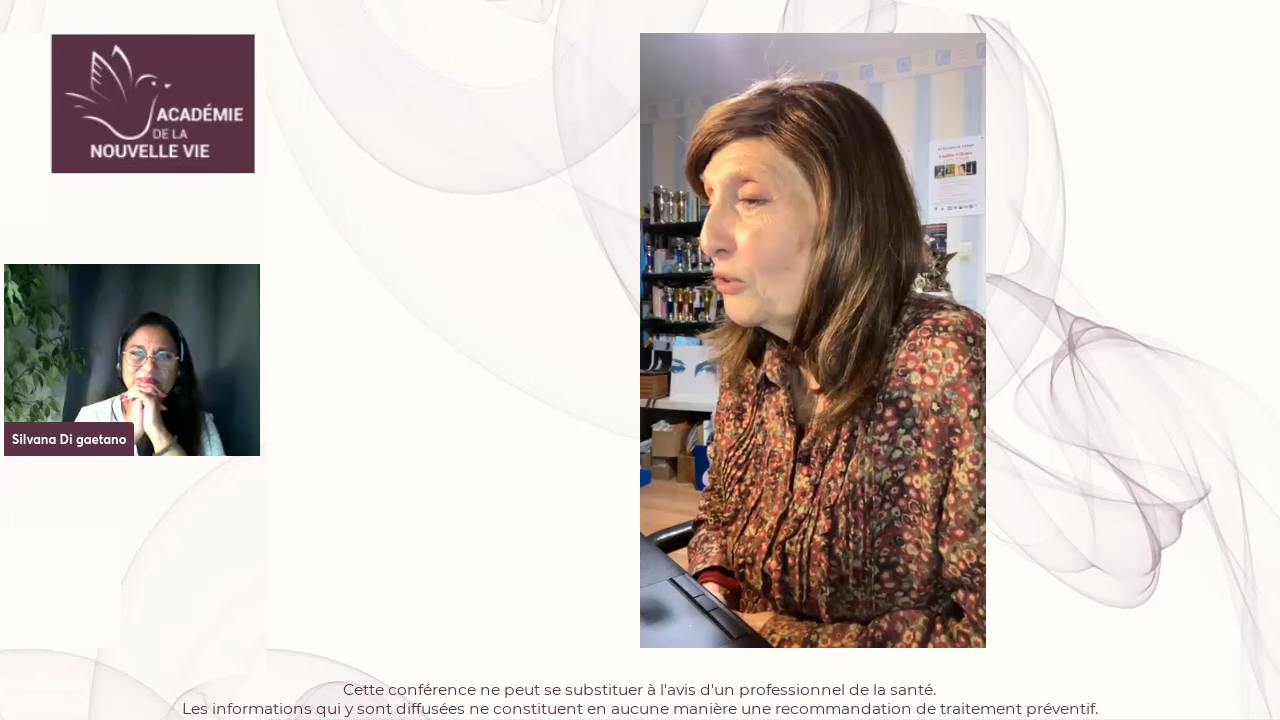 ACADÉMIE
DE LA
NOUVELLE VIE
Silvana Di gaetano
Cette conférence ne peut se substituer à l'avis d'un professionnel de la santé.
Les informations qui y sont diffusées ne constituent en aucune manière une recommandation de traitement préventif.